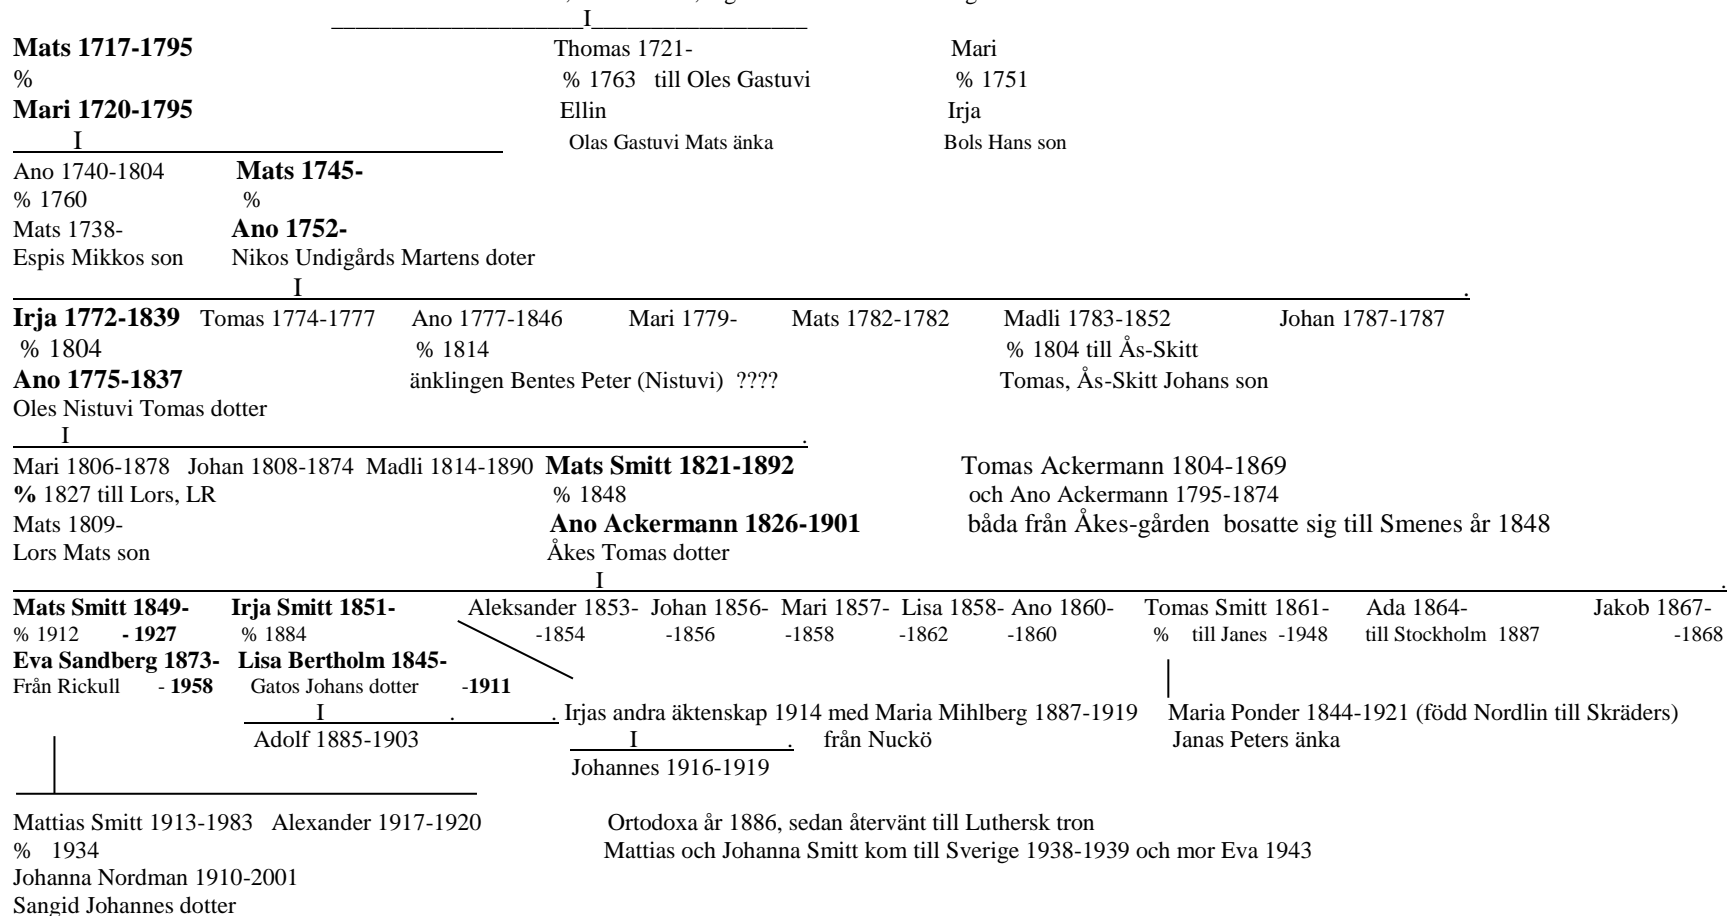 I
Mats 1717-1795 Thomas 1721- Mari
% % 1763 till Oles Gastuvi % 1751
Mari 1720-1795 Ellin Irja
I Olas Gastuvi Mats änka Bols Hans son
Ano 1740-1804 Mats 1745-
% 1760 %
Mats 1738- Ano 1752-
Espis Mikkos son Nikos Undigårds Martens doter
I .
Irja 1772-1839 Tomas 1774-1777 Ano 1777-1846 Mari 1779- Mats 1782-1782 Madli 1783-1852 Johan 1787-1787
% 1804 % 1814 % 1804 till Ås-Skitt
Ano 1775-1837 änklingen Bentes Peter (Nistuvi) ???? Tomas, Ås-Skitt Johans son
Oles Nistuvi Tomas dotter
I .
Mari 1806-1878 Johan 1808-1874 Madli 1814-1890 Mats Smitt 1821-1892 Tomas Ackermann 1804-1869
% 1827 till Lors, LR % 1848 och Ano Ackermann 1795-1874
Mats 1809- Ano Ackermann 1826-1901 båda från Åkes-gården bosatte sig till Smenes år 1848
Lors Mats son Åkes Tomas dotter
I .
Mats Smitt 1849- Irja Smitt 1851- Aleksander 1853- Johan 1856- Mari 1857- Lisa 1858- Ano 1860- Tomas Smitt 1861- Ada 1864- Jakob 1867-
% 1912 - 1927 % 1884 -1854 -1856 -1858 -1862 -1860 % till Janes -1948 till Stockholm 1887 -1868
Eva Sandberg 1873- Lisa Bertholm 1845-
Från Rickull - 1958 Gatos Johans dotter -1911
I . . Irjas andra äktenskap 1914 med Maria Mihlberg 1887-1919 Maria Ponder 1844-1921 (född Nordlin till Skräders)
Adolf 1885-1903 I . från Nuckö Janas Peters änka
Johannes 1916-1919
Mattias Smitt 1913-1983 Alexander 1917-1920 Ortodoxa år 1886, sedan återvänt till Luthersk tron
% 1934 Mattias och Johanna Smitt kom till Sverige 1938-1939 och mor Eva 1943
Johanna Nordman 1910-2001
Sangid Johannes dotter